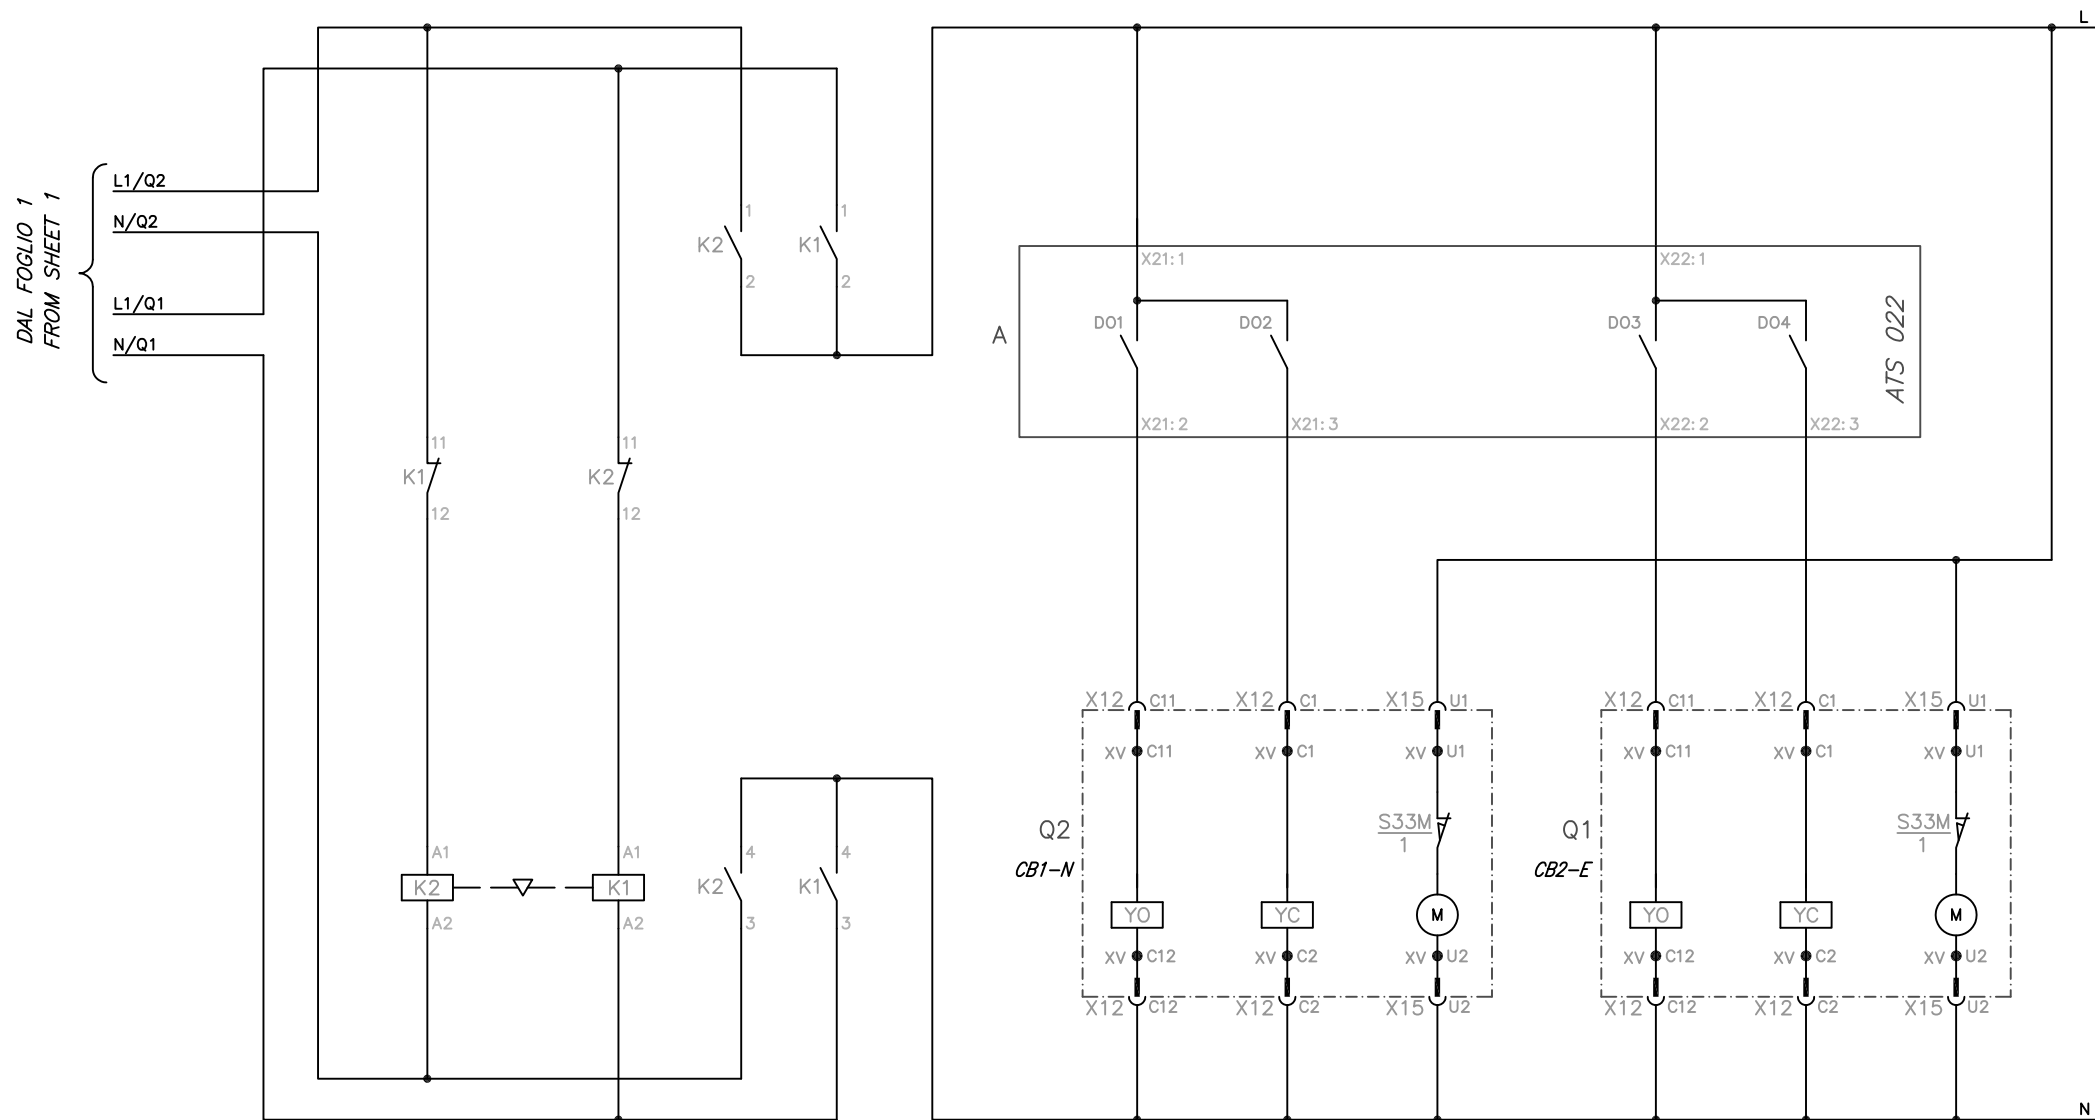 L
DAL FOGLIO 1
FROM SHEET 1
L1/Q2
N/Q2
L1/Q1
N/Q1
1
1
K2
K1
2
2
X21:1
X22:1
A
DO1
DO2
DO3
DO4
ATS 022
X21:2
X21:3
X22:2
X22:3
11
11
K1
K2
12
12
X12 C11
X12 C1
X15 U1
X12 C11
X12 C1
X15 U1
XV C11
XV C1
XV U1
XV C11
XV C1
XV U1
Q2
CB1-N
S33M
1
Q1
CB2-E
S33M
1
A1
A1
4
4
K2
K1
K2
K1
A2
A2
3
3
YO
YC
M
YO
YC
M
XV C12
XV C2
XV U2
XV C12
XV C2
XV U2
X12 C12
X12 C2
X15 U2
X12 C12
X12 C2
X15 U2
N